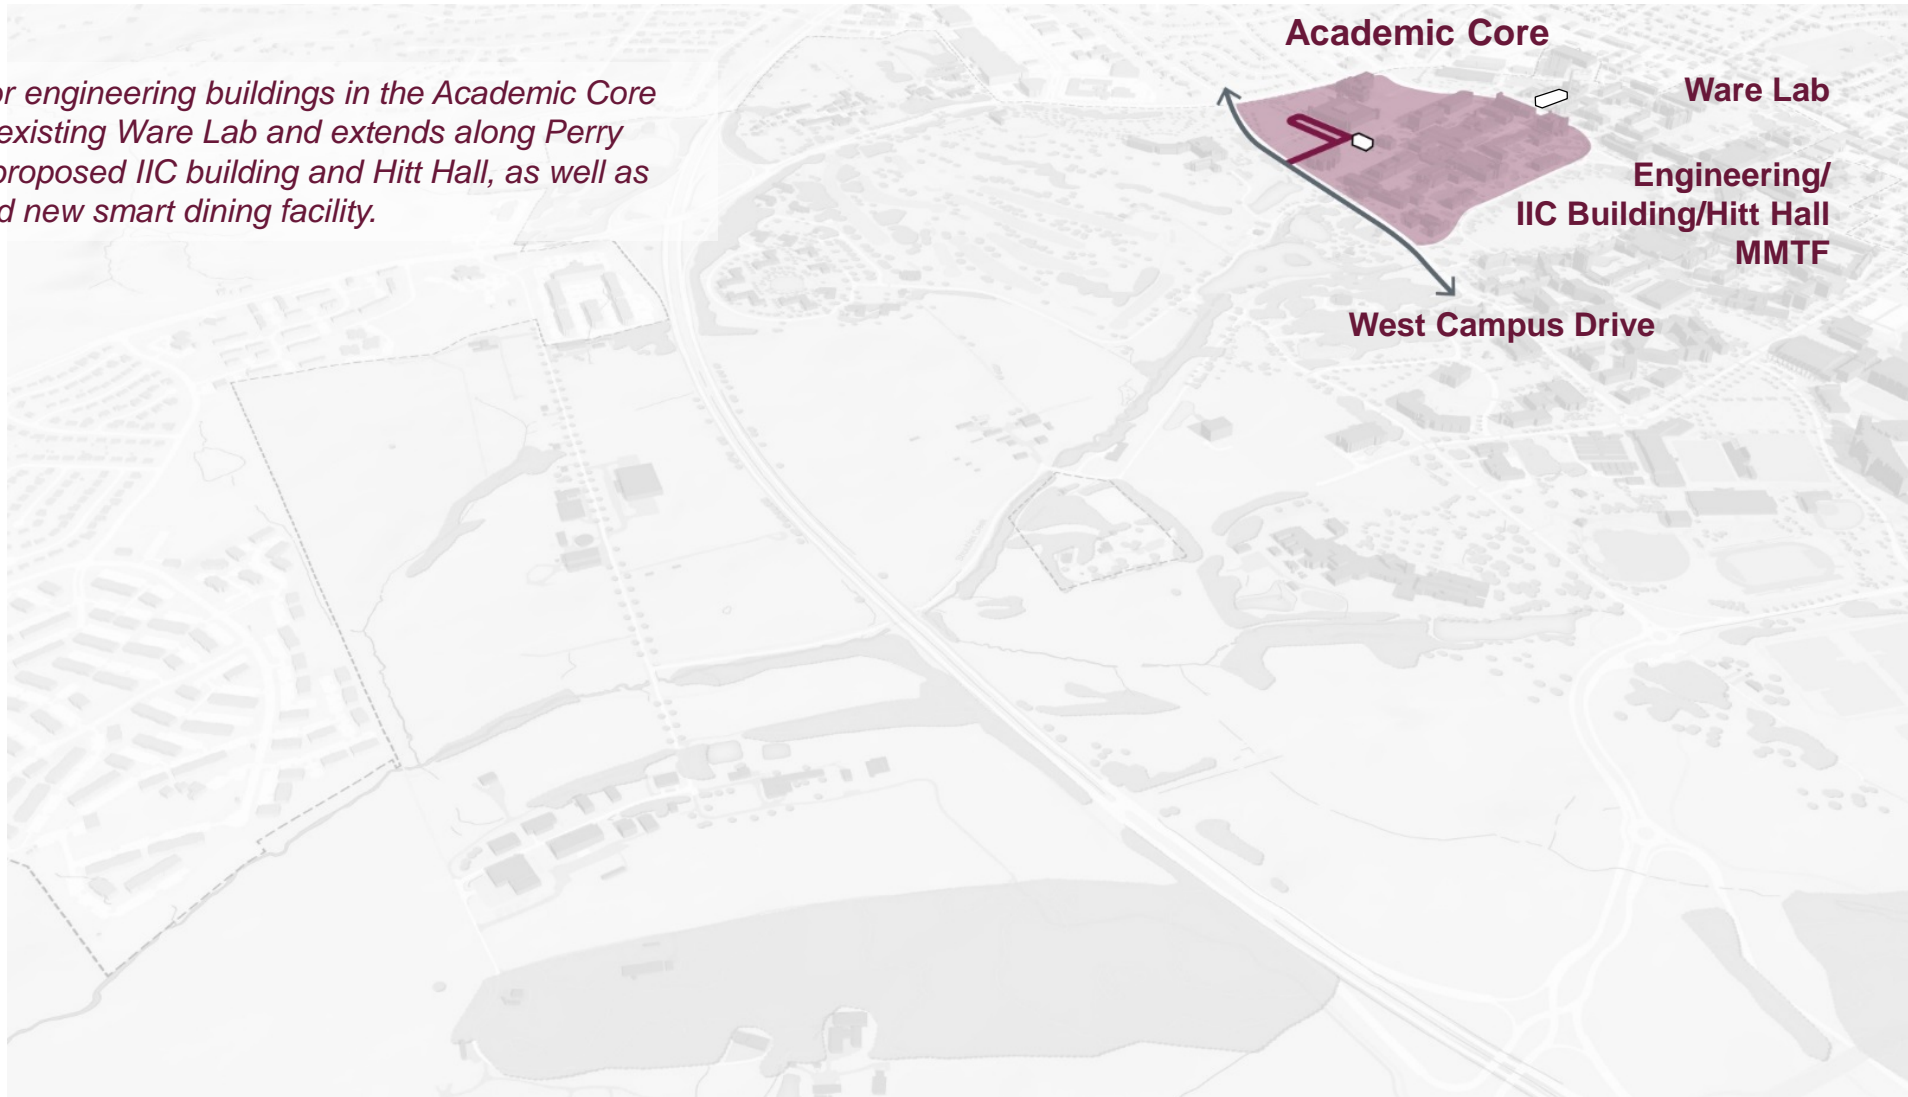 or engineering buildings in the Academic Core
existing Ware Lab and extends along Perry
proposed IIC building and Hitt Hall, as well as
d new smart dining facility.
Academic Core
Ware Lab
Engineering/
IIC Building/Hitt Hall
MMTF
West Campus Drive